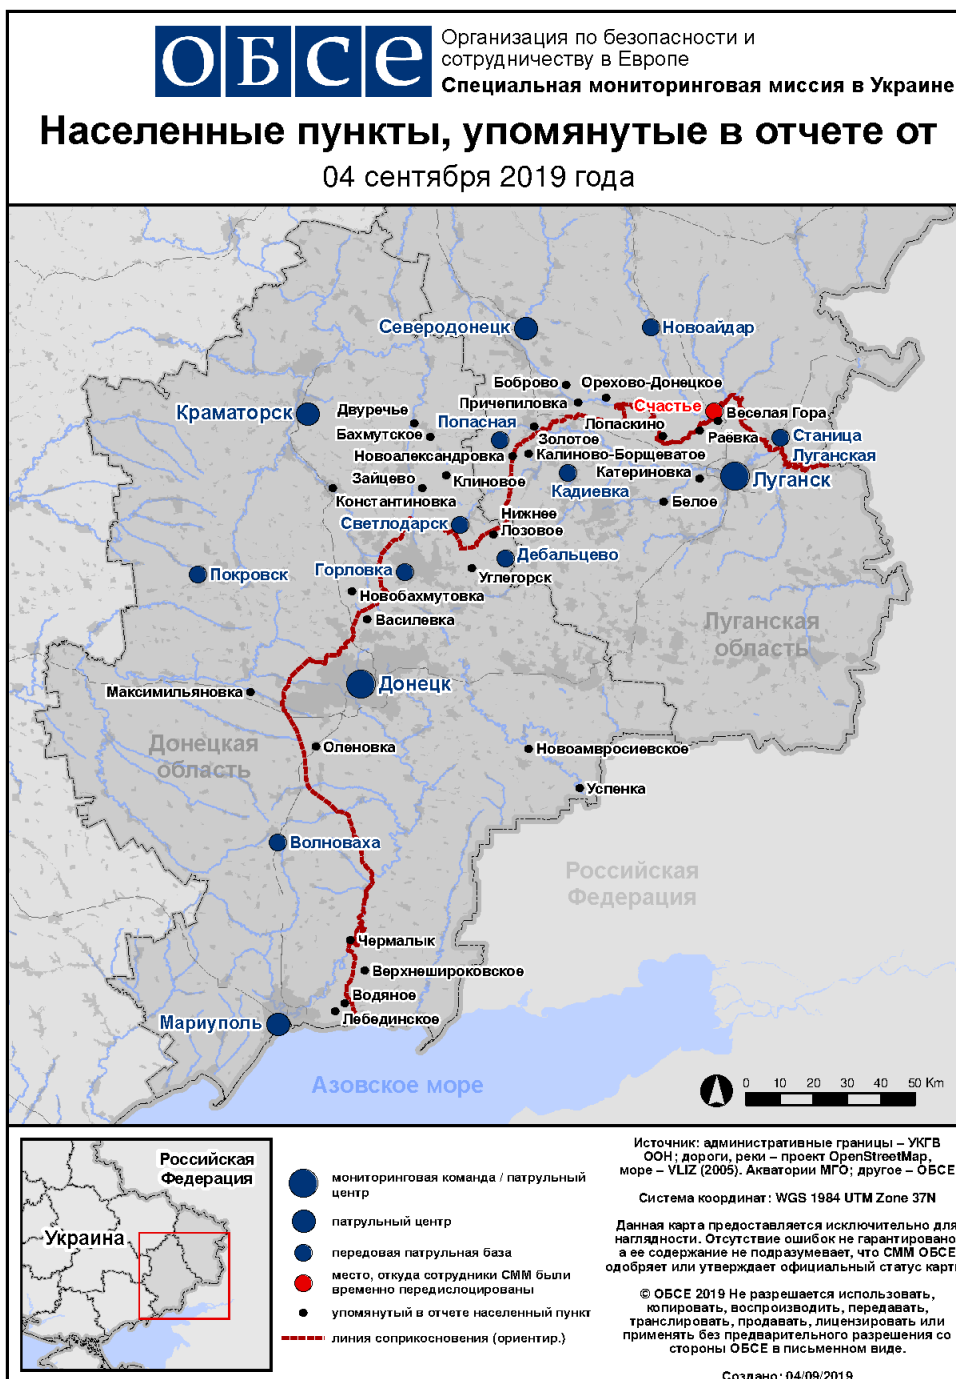 ОБСЕ
Организация по безопасности и
сотрудничеству в Европе
Специальная мониторинговая миссия в Украине
Населенные пункты, упомянутые в отчете от
04 сентября 2019 года
Северодонецк
Новоайдар
Боброво
Орехово-Донецкое
Причепиловка
Счастье
Краматорск
Двуречье
Веселая Гора
Попасная
Лопаскино
Бахмутское
Золотое
Раёвка
Станица
Луганская
Новоалександровка
Калиново-Борщеватое
Зайцево
Клиновое
Катериновка
Луганск
Кадиевка
Константиновка
Белое
Нижнее
Светлодарск
Лозовое
Дебальцево
Покровск
Горловка
Углегорск
Новобахмутовка
Василевка
Луганская
область
Донецк
Максимильяновка
Донецкая
область
Оленовка
Новоамвросиевское
Успенка
Волноваха
Российская
Федерация
Чермалык
Верхнешироковское
Водяное
Лебединское
Мариуполь
Азовское море
0 10 20 30 40 50 Km
Российская
Федерация
Украина
мониторинговая команда / патрульный
центр
патрульный центр
передовая патрульная база
место, откуда сотрудники СММ были
временно передислоцированы
упомянутый в отчете населенный пункт
линия соприкосновения (ориентир.)
Источник: административные границы – УКГВ
ООН; дороги, реки – проект OpenStreetMap,
море – VLIZ (2005). Акватории МГО; другое – ОБСЕ
Система координат: WGS 1984 UTM Zone 37N
Данная карта предоставляется исключительно для
наглядности. Отсутствие ошибок не гарантировано,
а ее содержание не подразумевает, что СММ ОБСЕ
одобряет или утверждает официальный статус карт
© ОБСЕ 2019 Не разрешается использовать,
копировать, воспроизводить, передавать,
транслировать, продавать, лицензировать или
применять без предварительного разрешения со
стороны ОБСЕ в письменном виде.
Создано: 04/09/2019